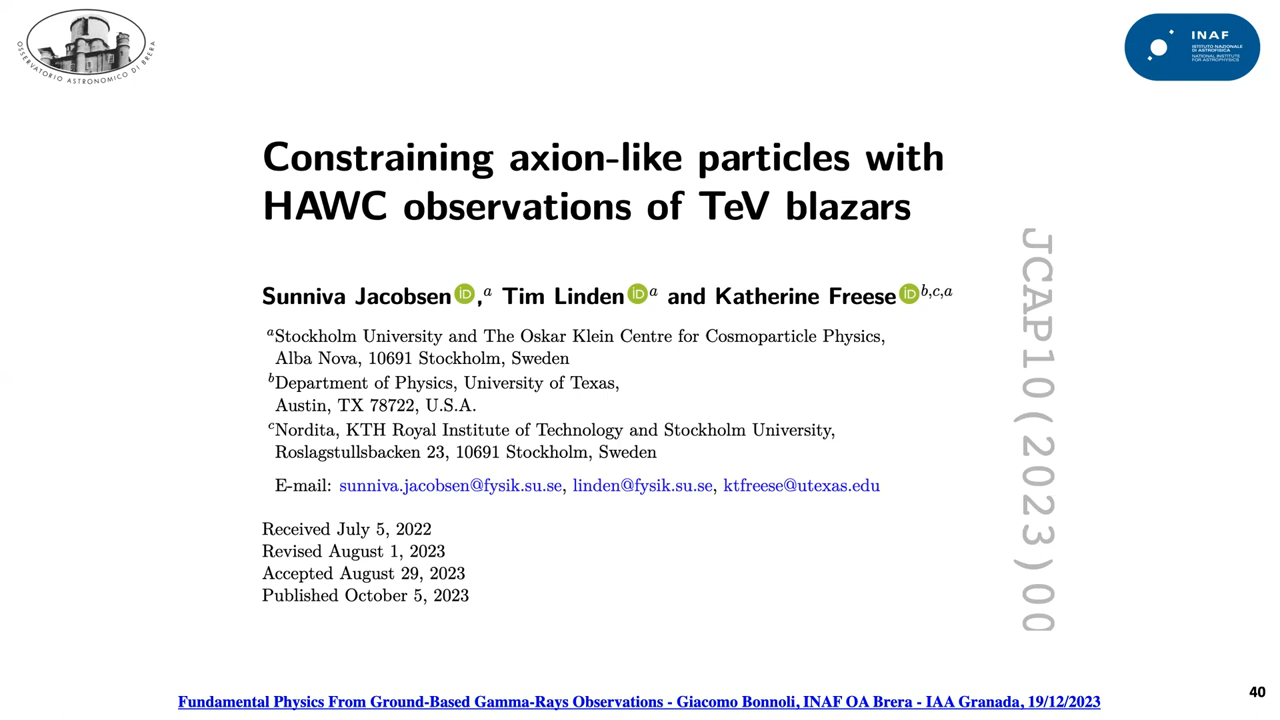 OSSERVATORIO ASTRONOMICO DI BRERA
INAF
ISTITUTO NAZIONALE
DI ASTROFISICA
NATIONAL INSTITUTE
FOR ASTROPHYSICS
Constraining axion-like particles with
HAWC observations of TeV blazars
Sunniva Jacobsen iD,ᵃ Tim Linden iDᵃ and Katherine Freese iDᵇ,ᶜ,ᵃ
ᵃStockholm University and The Oskar Klein Centre for Cosmoparticle Physics,
Alba Nova, 10691 Stockholm, Sweden
ᵇDepartment of Physics, University of Texas,
Austin, TX 78722, U.S.A.
ᶜNordita, KTH Royal Institute of Technology and Stockholm University,
Roslagstullsbacken 23, 10691 Stockholm, Sweden
E-mail: sunniva.jacobsen@fysik.su.se, linden@fysik.su.se, ktfreese@utexas.edu
Received July 5, 2022
Revised August 1, 2023
Accepted August 29, 2023
Published October 5, 2023
JCAP10(2023)00
Fundamental Physics From Ground-Based Gamma-Rays Observations - Giacomo Bonnoli, INAF OA Brera - IAA Granada, 19/12/2023
40